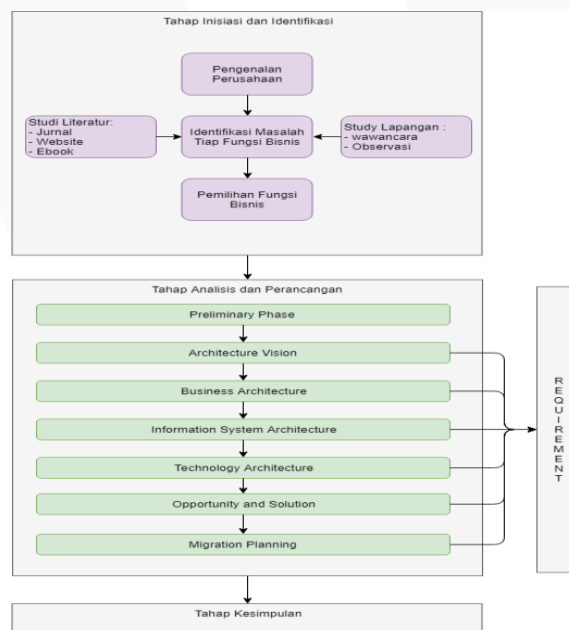 Tahap Inisiasi dan Identifikasi
Pengenalan
Perusahaan
Studi Literatur:
- Jurnal
- Website
- Ebook
Identifikasi Masalah
Tiap Fungsi Bisnis
Study Lapangan :
- wawancara
- Observasi
Pemilihan Fungsi
Bisnis
Tahap Analisis dan Perancangan
Preliminary Phase
Architecture Vision
Business Architecture
Information System Architecture
Technology Architecture
Opportunity and Solution
Migration Planning
REQUIREMENT
Tahap Kesimpulan